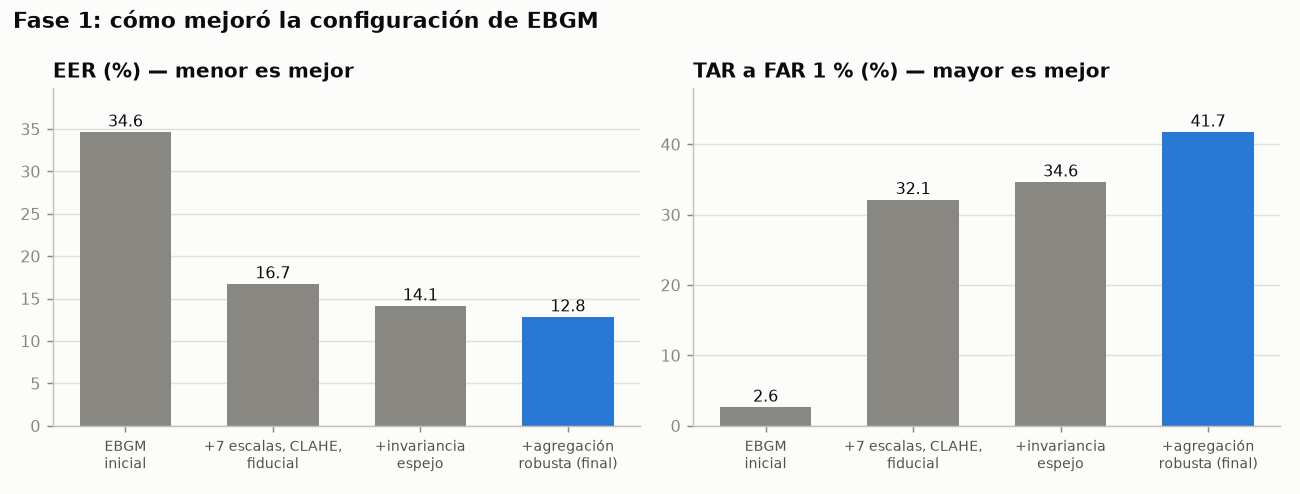 Fase 1: cómo mejoró la configuración de EBGM
EER (%) — menor es mejor
35
30
25
20
15
10
5
0
34.6
16.7
14.1
12.8
EBGM
inicial
+7 escalas, CLAHE,
fiducial
+invariancia
espejo
+agregación
robusta (final)
TAR a FAR 1 % (%) — mayor es mejor
40
30
20
10
0
2.6
32.1
34.6
41.7
EBGM
inicial
+7 escalas, CLAHE,
fiducial
+invariancia
espejo
+agregación
robusta (final)